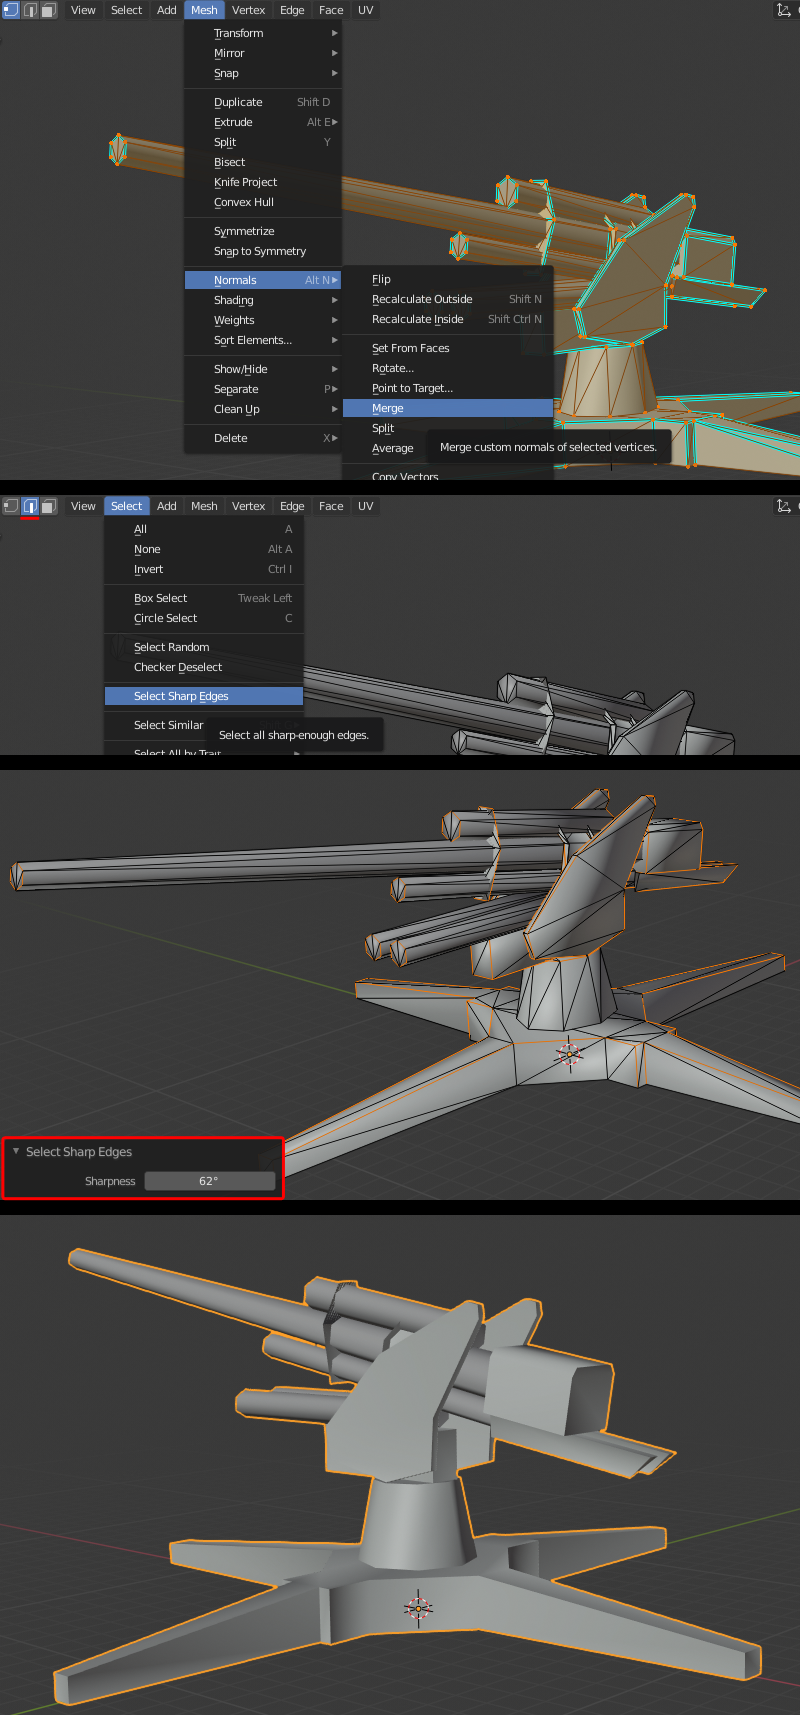 View Select Add Mesh Vertex Edge Face UV
Transform
Mirror
Snap
Duplicate Shift D
Extrude Alt E
Split Y
Bisect
Knife Project
Convex Hull
Symmetrize
Snap to Symmetry
Normals Alt N
Shading
Weights
Sort Elements...
Show/Hide
Separate P
Clean Up
Delete X
Flip
Recalculate Outside Shift N
Recalculate Inside Shift Ctrl N
Set From Faces
Rotate...
Point to Target...
Merge
Split
Average
Merge custom normals of selected vertices.
Copy Vectors
View Select Add Mesh Vertex Edge Face UV
All A
None Alt A
Invert Ctrl I
Box Select Tweak Left
Circle Select C
Select Random
Checker Deselect
Select Sharp Edges
Select Similar
Select all sharp-enough edges.
Select All by Trait
Select Sharp Edges
Sharpness 62°